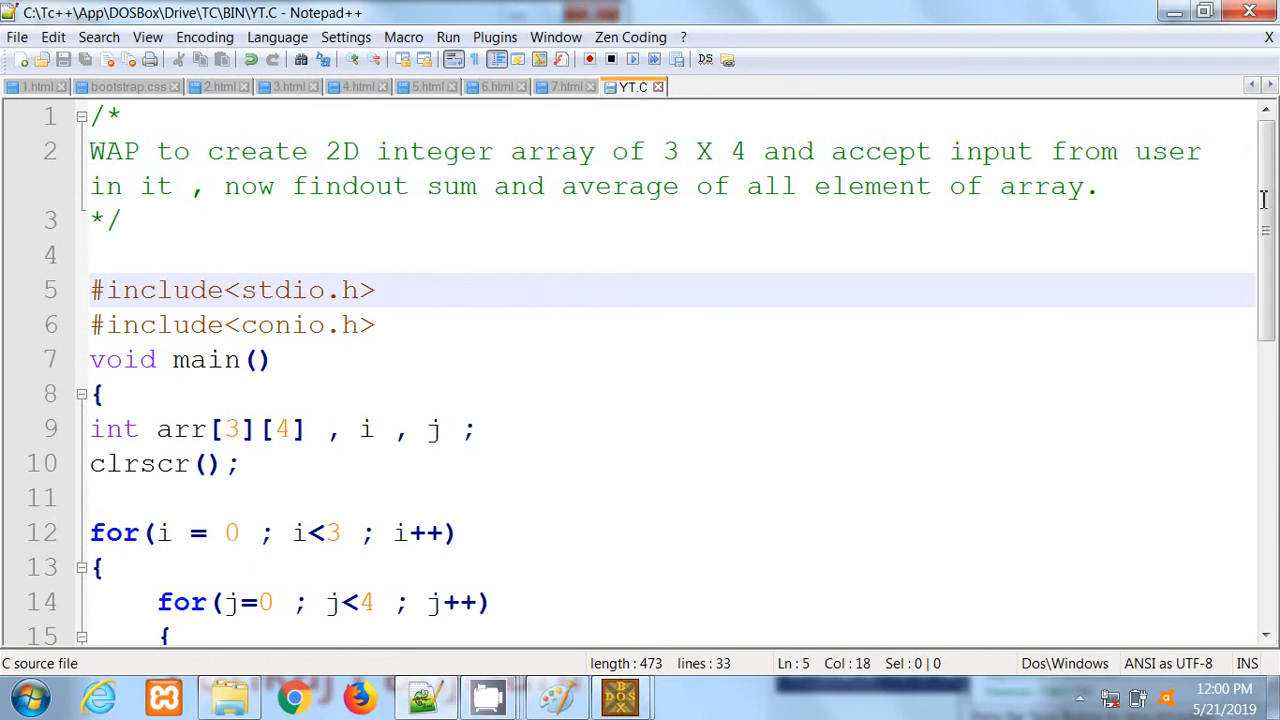 C:\Tc++\App\DOSBox\Drive\TC\BIN\YT.C - Notepad++
File Edit Search View Encoding Language Settings Macro Run Plugins Window Zen Coding ? X
1.html bootstrap.css 2.html 3.html 4.html 5.html 6.html 7.html YT.C
1 /*
2 WAP to create 2D integer array of 3 X 4 and accept input from user
in it , now findout sum and average of all element of array.
3 */
4
5 #include<stdio.h>
6 #include<conio.h>
7 void main()
8 {
9 int arr[3][4] , i , j ;
10 clrscr();
11
12 for(i = 0 ; i<3 ; i++)
13 {
14 for(j=0 ; j<4 ; j++)
15 {
C source file length : 473 lines : 33 Ln : 5 Col : 18 Sel : 0 | 0 Dos\Windows ANSI as UTF-8 INS
12:00 PM
5/21/2019